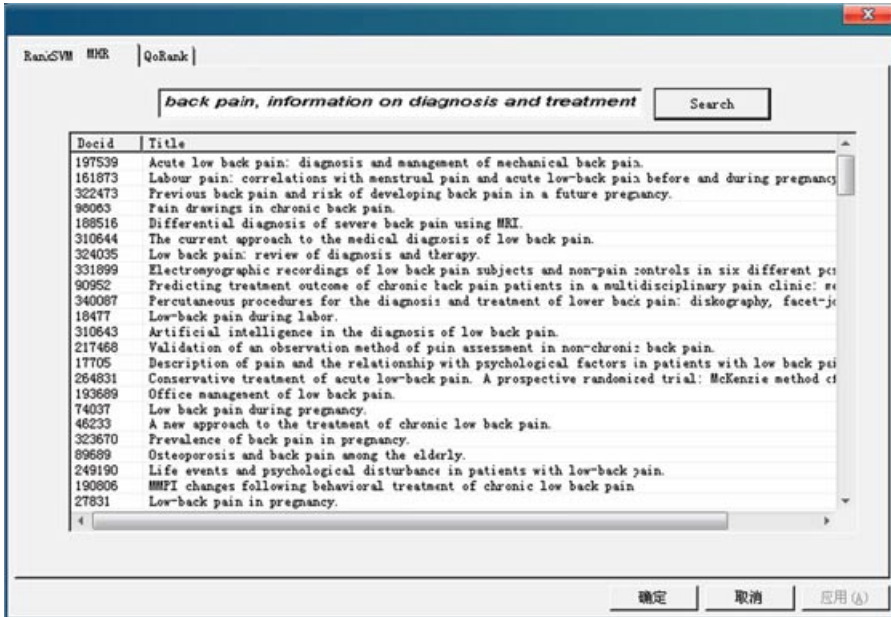 RankSVM MHR QoRank
back pain, information on diagnosis and treatment Search
Docid Title
197539 Acute low back pain: diagnosis and management of mechanical back pain.
161873 Labour pain: correlations with menstrual pain and acute low-back pain before and during pregnancy
322473 Previous back pain and risk of developing back pain in a future pregnancy.
98063 Pain drawings in chronic back pain.
188516 Differential diagnosis of severe back pain using MRI.
310644 The current approach to the medical diagnosis of low back pain.
324035 Low back pain: review of diagnosis and therapy.
331899 Electromyographic recordings of low back pain subjects and non-pain controls in six different pos
90952 Predicting treatment outcome of chronic back pain patients in a multidisciplinary pain clinic: me
340087 Percutaneous procedures for the diagnosis and treatment of lower back pain: diskography, facet-jo
18477 Low-back pain during labor.
310643 Artificial intelligence in the diagnosis of low back pain.
217468 Validation of an observation method of pain assessment in non-chronic back pain.
17705 Description of pain and the relationship with psychological factors in patients with low back pai
264831 Conservative treatment of acute low-back pain. A prospective randomized trial: McKenzie method
193689 Office management of low back pain.
74037 Low back pain during pregnancy.
46233 A new approach to the treatment of chronic low back pain.
323670 Prevalence of back pain in pregnancy.
89689 Osteoporosis and back pain among the elderly.
249190 Life events and psychological disturbance in patients with low-back pain.
190806 MMPI changes following behavioral treatment of chronic low back pain
27831 Low-back pain in pregnancy.
确定 取消 应用(A)